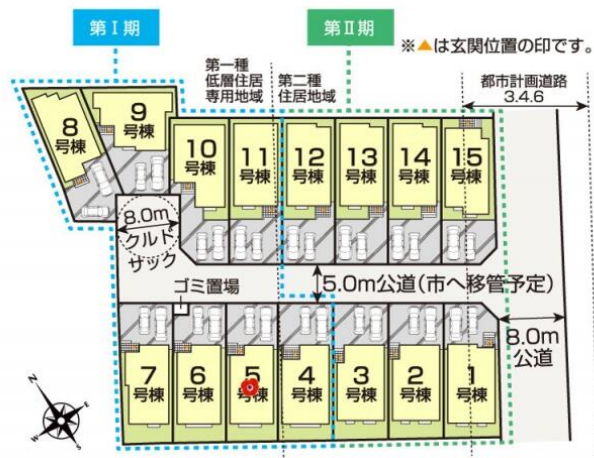 第Ⅰ期
第Ⅱ期
※▲は玄関位置の印です。
第一種
低層住居
専用地域
第二種
住居地域
都市計画道路
3.4.6
8
号棟
9
号棟
10
号棟
11
号棟
12
号棟
13
号棟
14
号棟
15
号棟
8.0m
クルド
サック
ゴミ置場
5.0m公道(市へ移管予定)
8.0m
公道
7
号棟
6
号棟
5
号棟
4
号棟
3
号棟
2
号棟
1
号棟
N
E
W
S